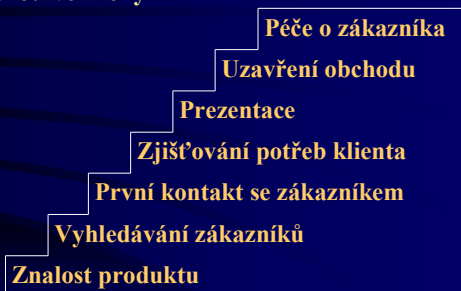 Péče o zákazníka
Uzavření obchodu
Prezentace
Zjišťování potřeb klienta
První kontakt se zákazníkem
Vyhledávání zákazníků
Znalost produktu